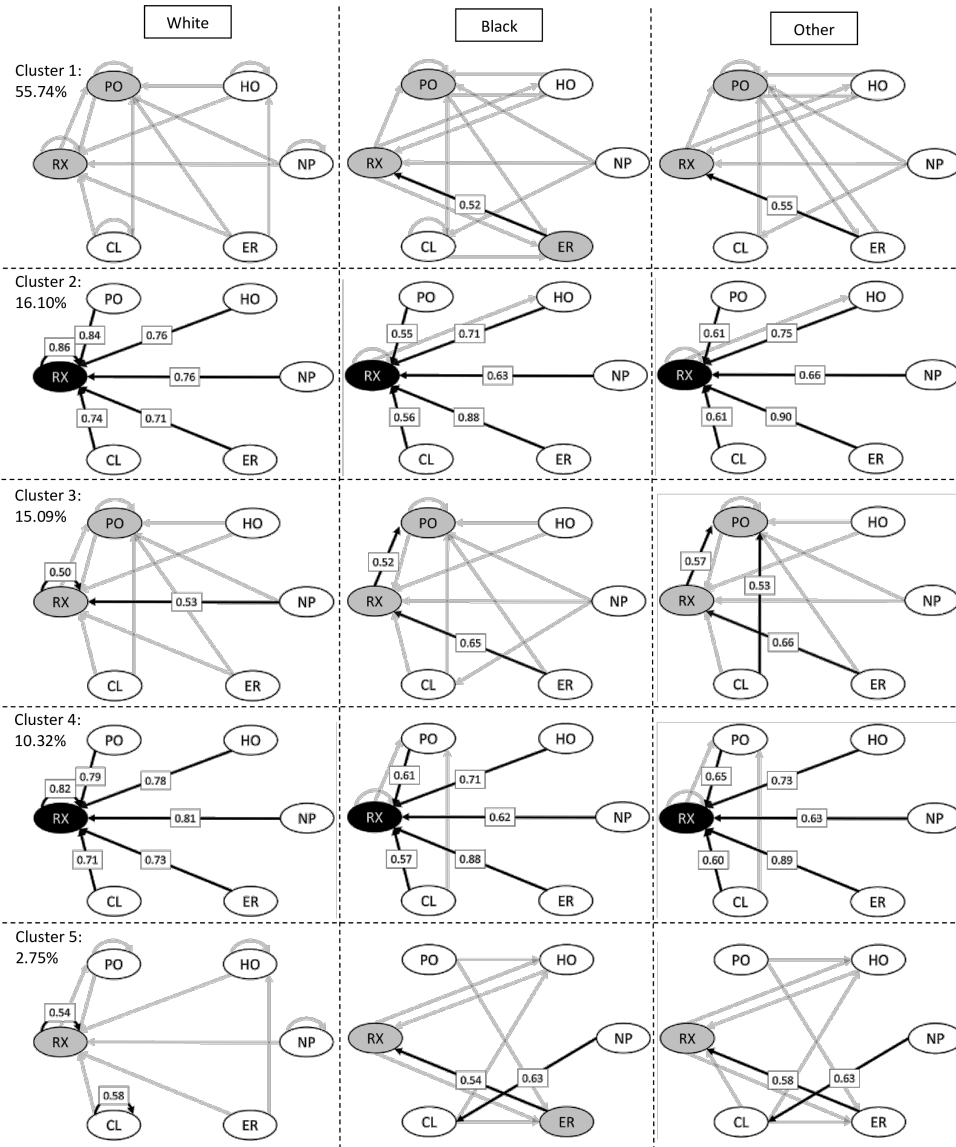 White
Black
Other
Cluster 1:
55.74%
PO
HO
RX
NP
CL
ER
PO
HO
RX
NP
0.52
CL
ER
PO
HO
RX
NP
0.55
CL
ER
Cluster 2:
16.10%
PO
HO
0.84
0.76
0.86
RX
0.76
NP
0.74
0.71
CL
ER
PO
HO
0.55
0.71
RX
0.63
NP
0.56
0.88
CL
ER
PO
HO
0.61
0.75
RX
0.66
NP
0.61
0.90
CL
ER
Cluster 3:
15.09%
PO
HO
0.50
RX
0.53
NP
CL
ER
PO
HO
0.52
RX
NP
0.65
CL
ER
PO
HO
0.57
0.53
RX
NP
0.66
CL
ER
Cluster 4:
10.32%
PO
HO
0.79
0.78
0.82
RX
0.81
NP
0.71
0.73
CL
ER
PO
HO
0.61
0.71
RX
0.62
NP
0.57
0.88
CL
ER
PO
HO
0.65
0.73
RX
0.63
NP
0.60
0.89
CL
ER
Cluster 5:
2.75%
PO
HO
0.54
RX
NP
0.58
CL
ER
PO
HO
RX
NP
0.54
0.63
CL
ER
PO
HO
RX
NP
0.58
0.63
CL
ER